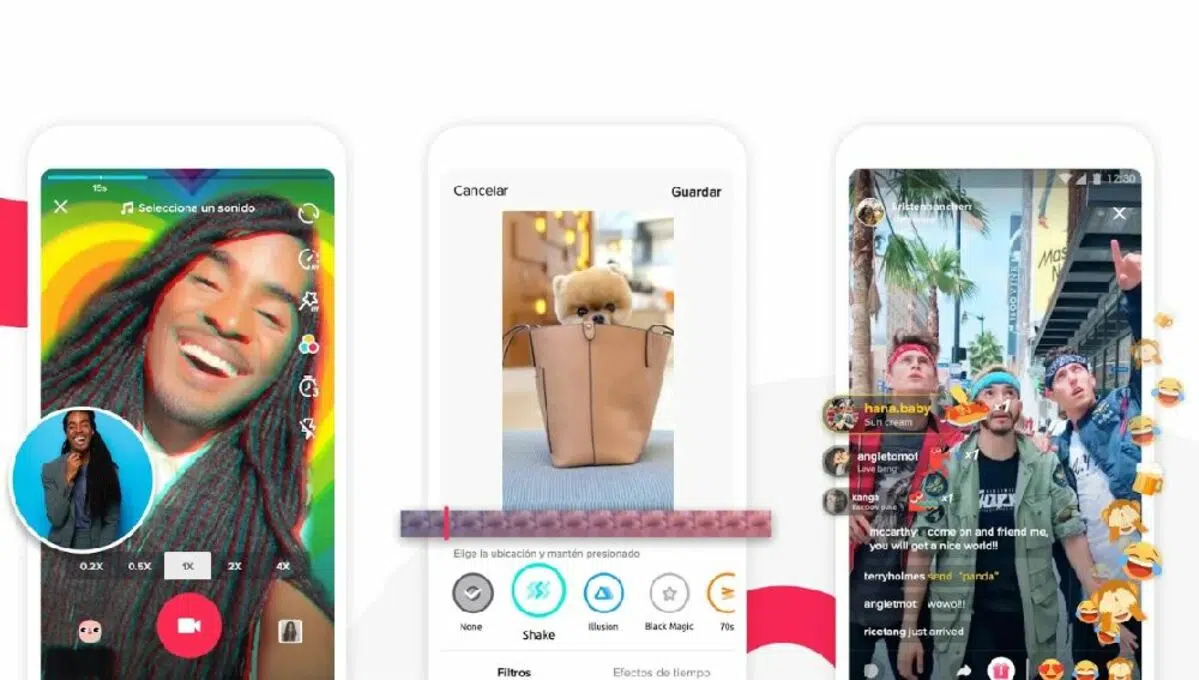 15s
Seleccione un sonido
0.2X 0.5X 1X 2X 4X
Cancelar Guardar
Elige la ubicación y mantén presionado
None Shake Illusion Black Magic 70s
Filtros Efectos de tiempo
12:30
hana.baby x1
Sun cream
angletomot x1
Love bang
kanga x1
mccarthy come on and friend me,
you will get a nice world!!!
terryholmes send "panda"
angletmot wowo!!!
ricetang just arrived